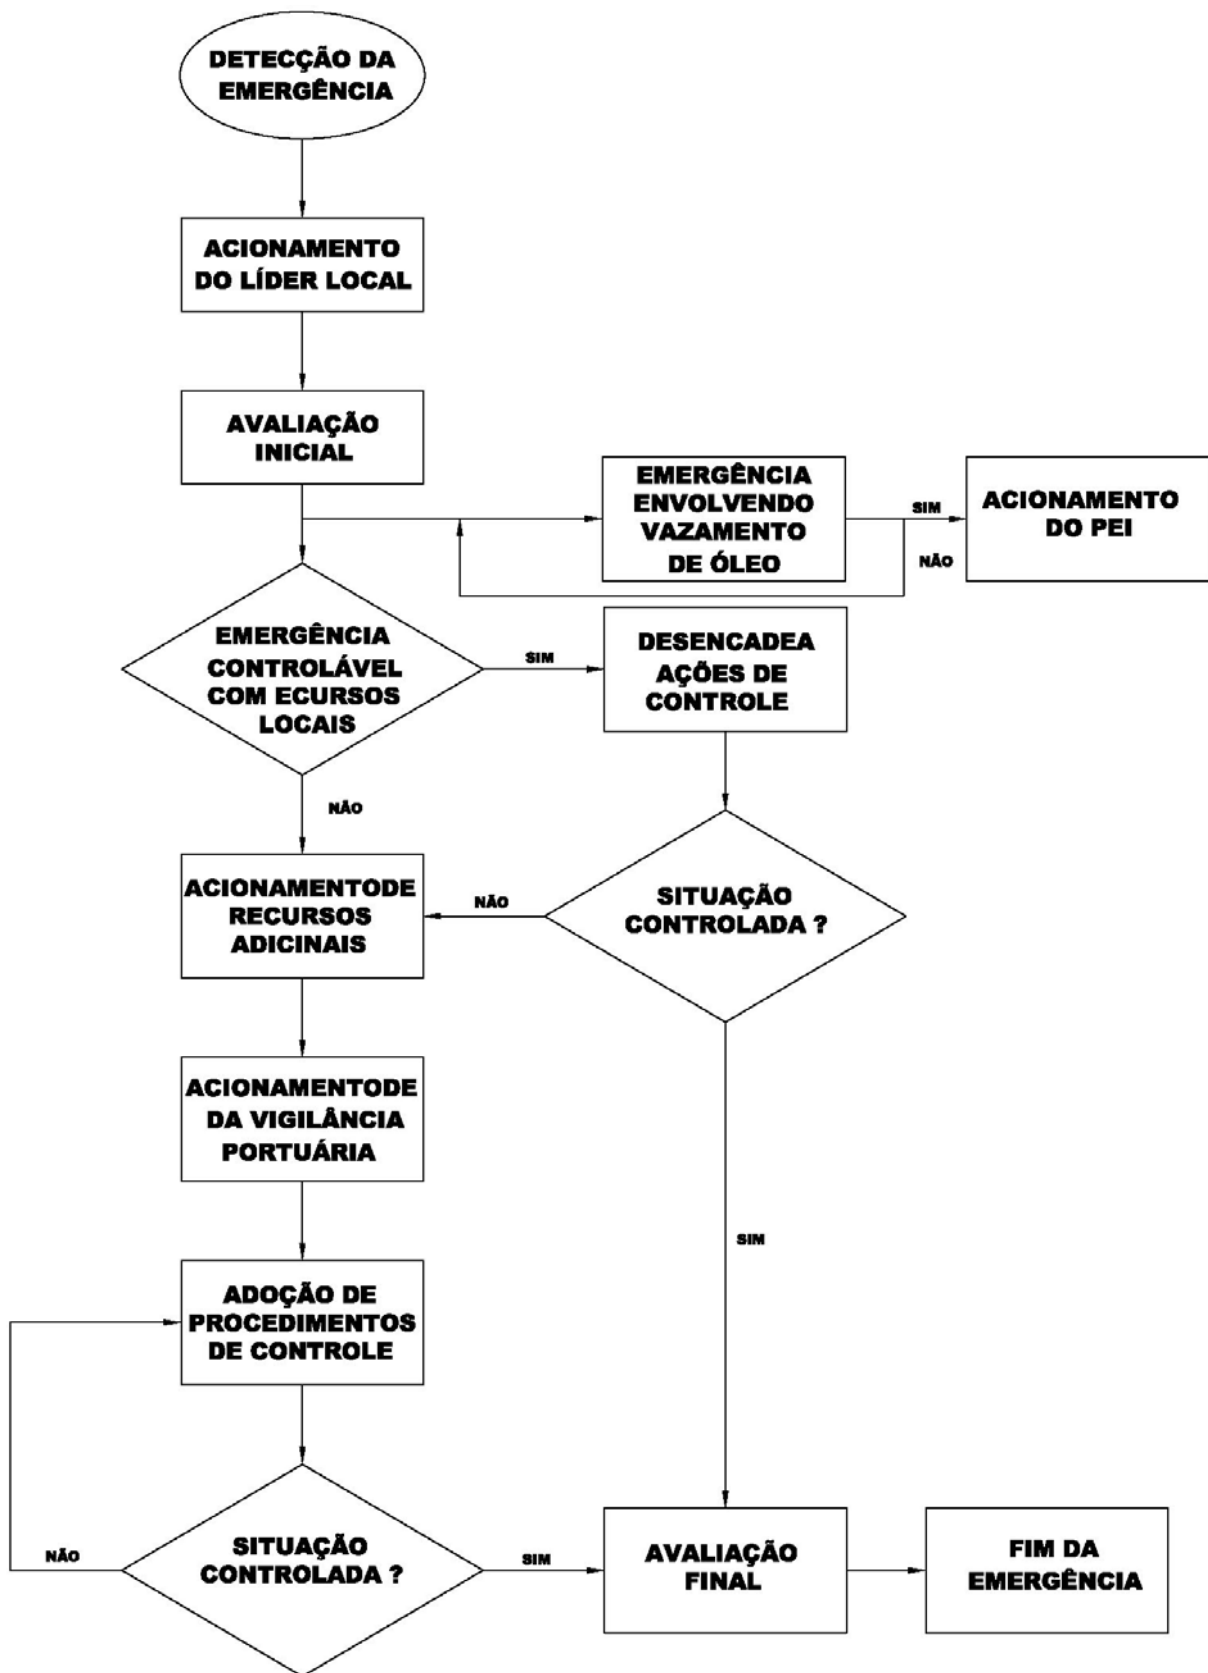 DETECÇÃO DA
EMERGÊNCIA
ACIONAMENTO
DO LÍDER LOCAL
AVALIAÇÃO
INICIAL
EMERGÊNCIA
ENVOLVENDO
VAZAMENTO
DE ÓLEO
SIM
NÃO
ACIONAMENTO
DO PEI
EMERGÊNCIA
CONTROLÁVEL
COM ECURSOS
LOCAIS
SIM
DESENCADEA
AÇÕES DE
CONTROLE
NÃO
ACIONAMENTODE
RECURSOS
ADICINAIS
NÃO
SITUAÇÃO
CONTROLADA ?
ACIONAMENTODE
DA VIGILÂNCIA
PORTUÁRIA
SIM
ADOÇÃO DE
PROCEDIMENTOS
DE CONTROLE
NÃO
SITUAÇÃO
CONTROLADA ?
SIM
AVALIAÇÃO
FINAL
FIM DA
EMERGÊNCIA